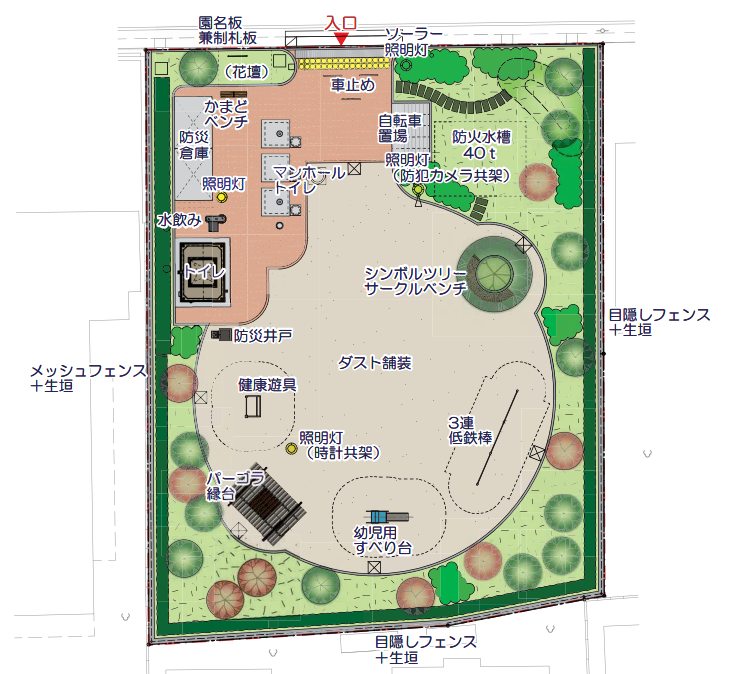 園名板
兼制札板
入口
ソーラー
照明灯
（花壇）
車止め
かまど
ベンチ
防災
倉庫
自転車
置場
防火水槽
40ｔ
マンホール
トイレ
照明灯
（防犯カメラ共架）
照明灯
水飲み
トイレ
シンボルツリー
サークルベンチ
目隠しフェンス
＋生垣
防災井戸
ダスト舗装
メッシュフェンス
＋生垣
健康遊具
3連
低鉄棒
照明灯
（時計共架）
パーゴラ
縁台
幼児用
すべり台
目隠しフェンス
＋生垣